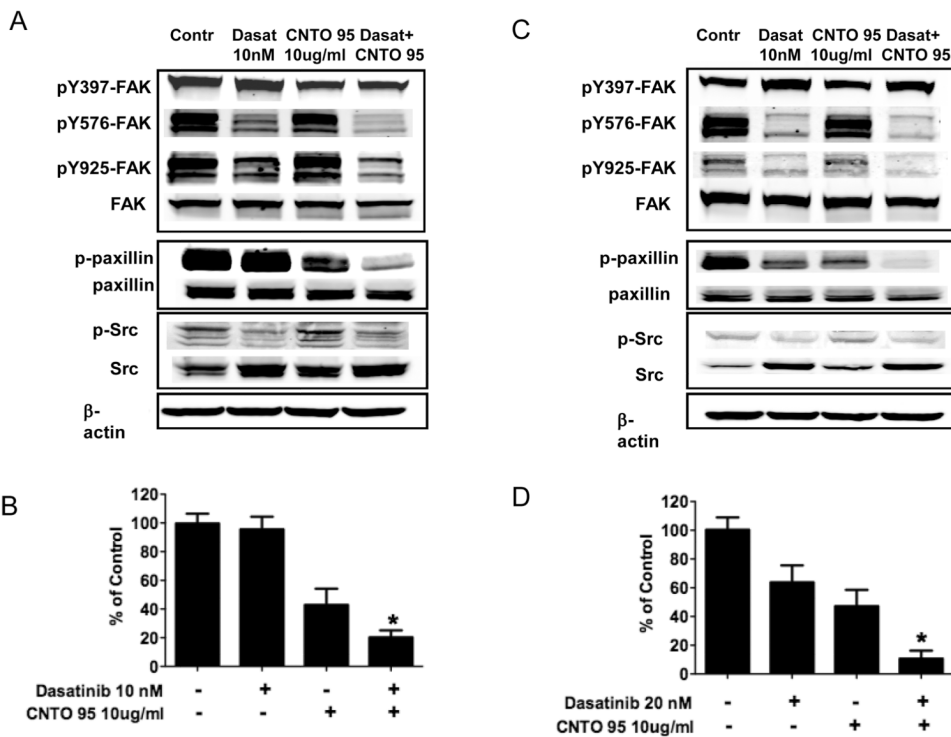 A
Contr Dasat CNTO 95 Dasat+
10nM 10ug/ml CNTO 95
pY397-FAK
pY576-FAK
pY925-FAK
FAK
p-paxillin
paxillin
p-Src
Src
β-
actin
C
Contr Dasat CNTO 95 Dasat+
10nM 10ug/ml CNTO 95
pY397-FAK
pY576-FAK
pY925-FAK
FAK
p-paxillin
paxillin
p-Src
Src
β-
actin
B
% of Control
120
100
80
60
40
20
0
*
Dasatinib 10 nM - + - +
CNTO 95 10ug/ml - - + +
D
% of Control
120
100
80
60
40
20
0
*
Dasatinib 20 nM - + - +
CNTO 95 10ug/ml - - + +